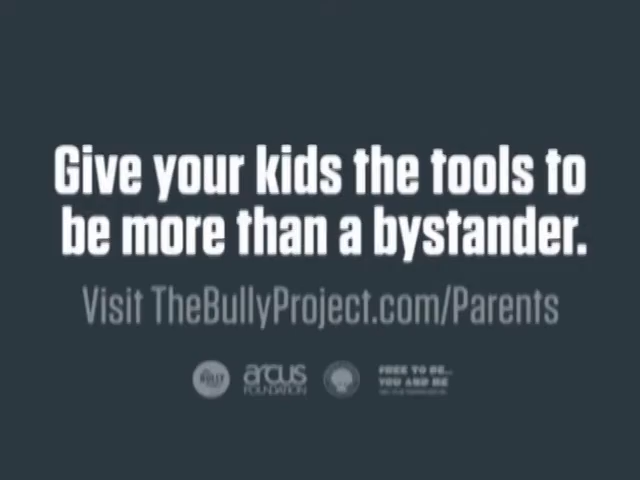 Give your kids the tools to
be more than a bystander.
Visit TheBullyProject.com/Parents
BULLY
arcus
FOUNDATION
FREE TO BE...
YOU AND ME